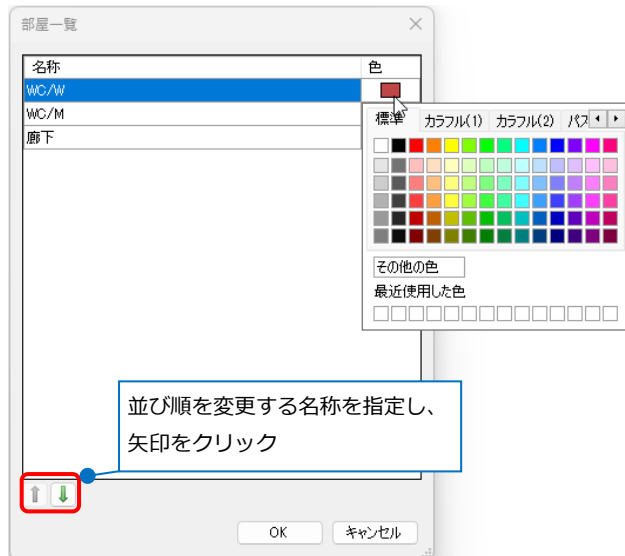 部屋一覧
名称
色
WC/W
WC/M
廊下
標準
カラフル(1)
カラフル(2)
パス
その他の色
最近使用した色
並び順を変更する名称を指定し、
矢印をクリック
OK
キャンセル